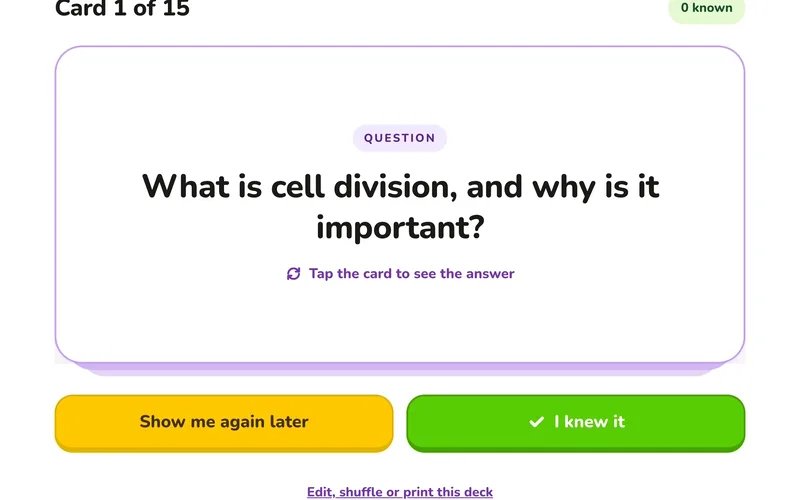 Card 1 of 15
0 known
QUESTION
What is cell division, and why is it
important?
Tap the card to see the answer
Show me again later
I knew it
Edit, shuffle or print this deck